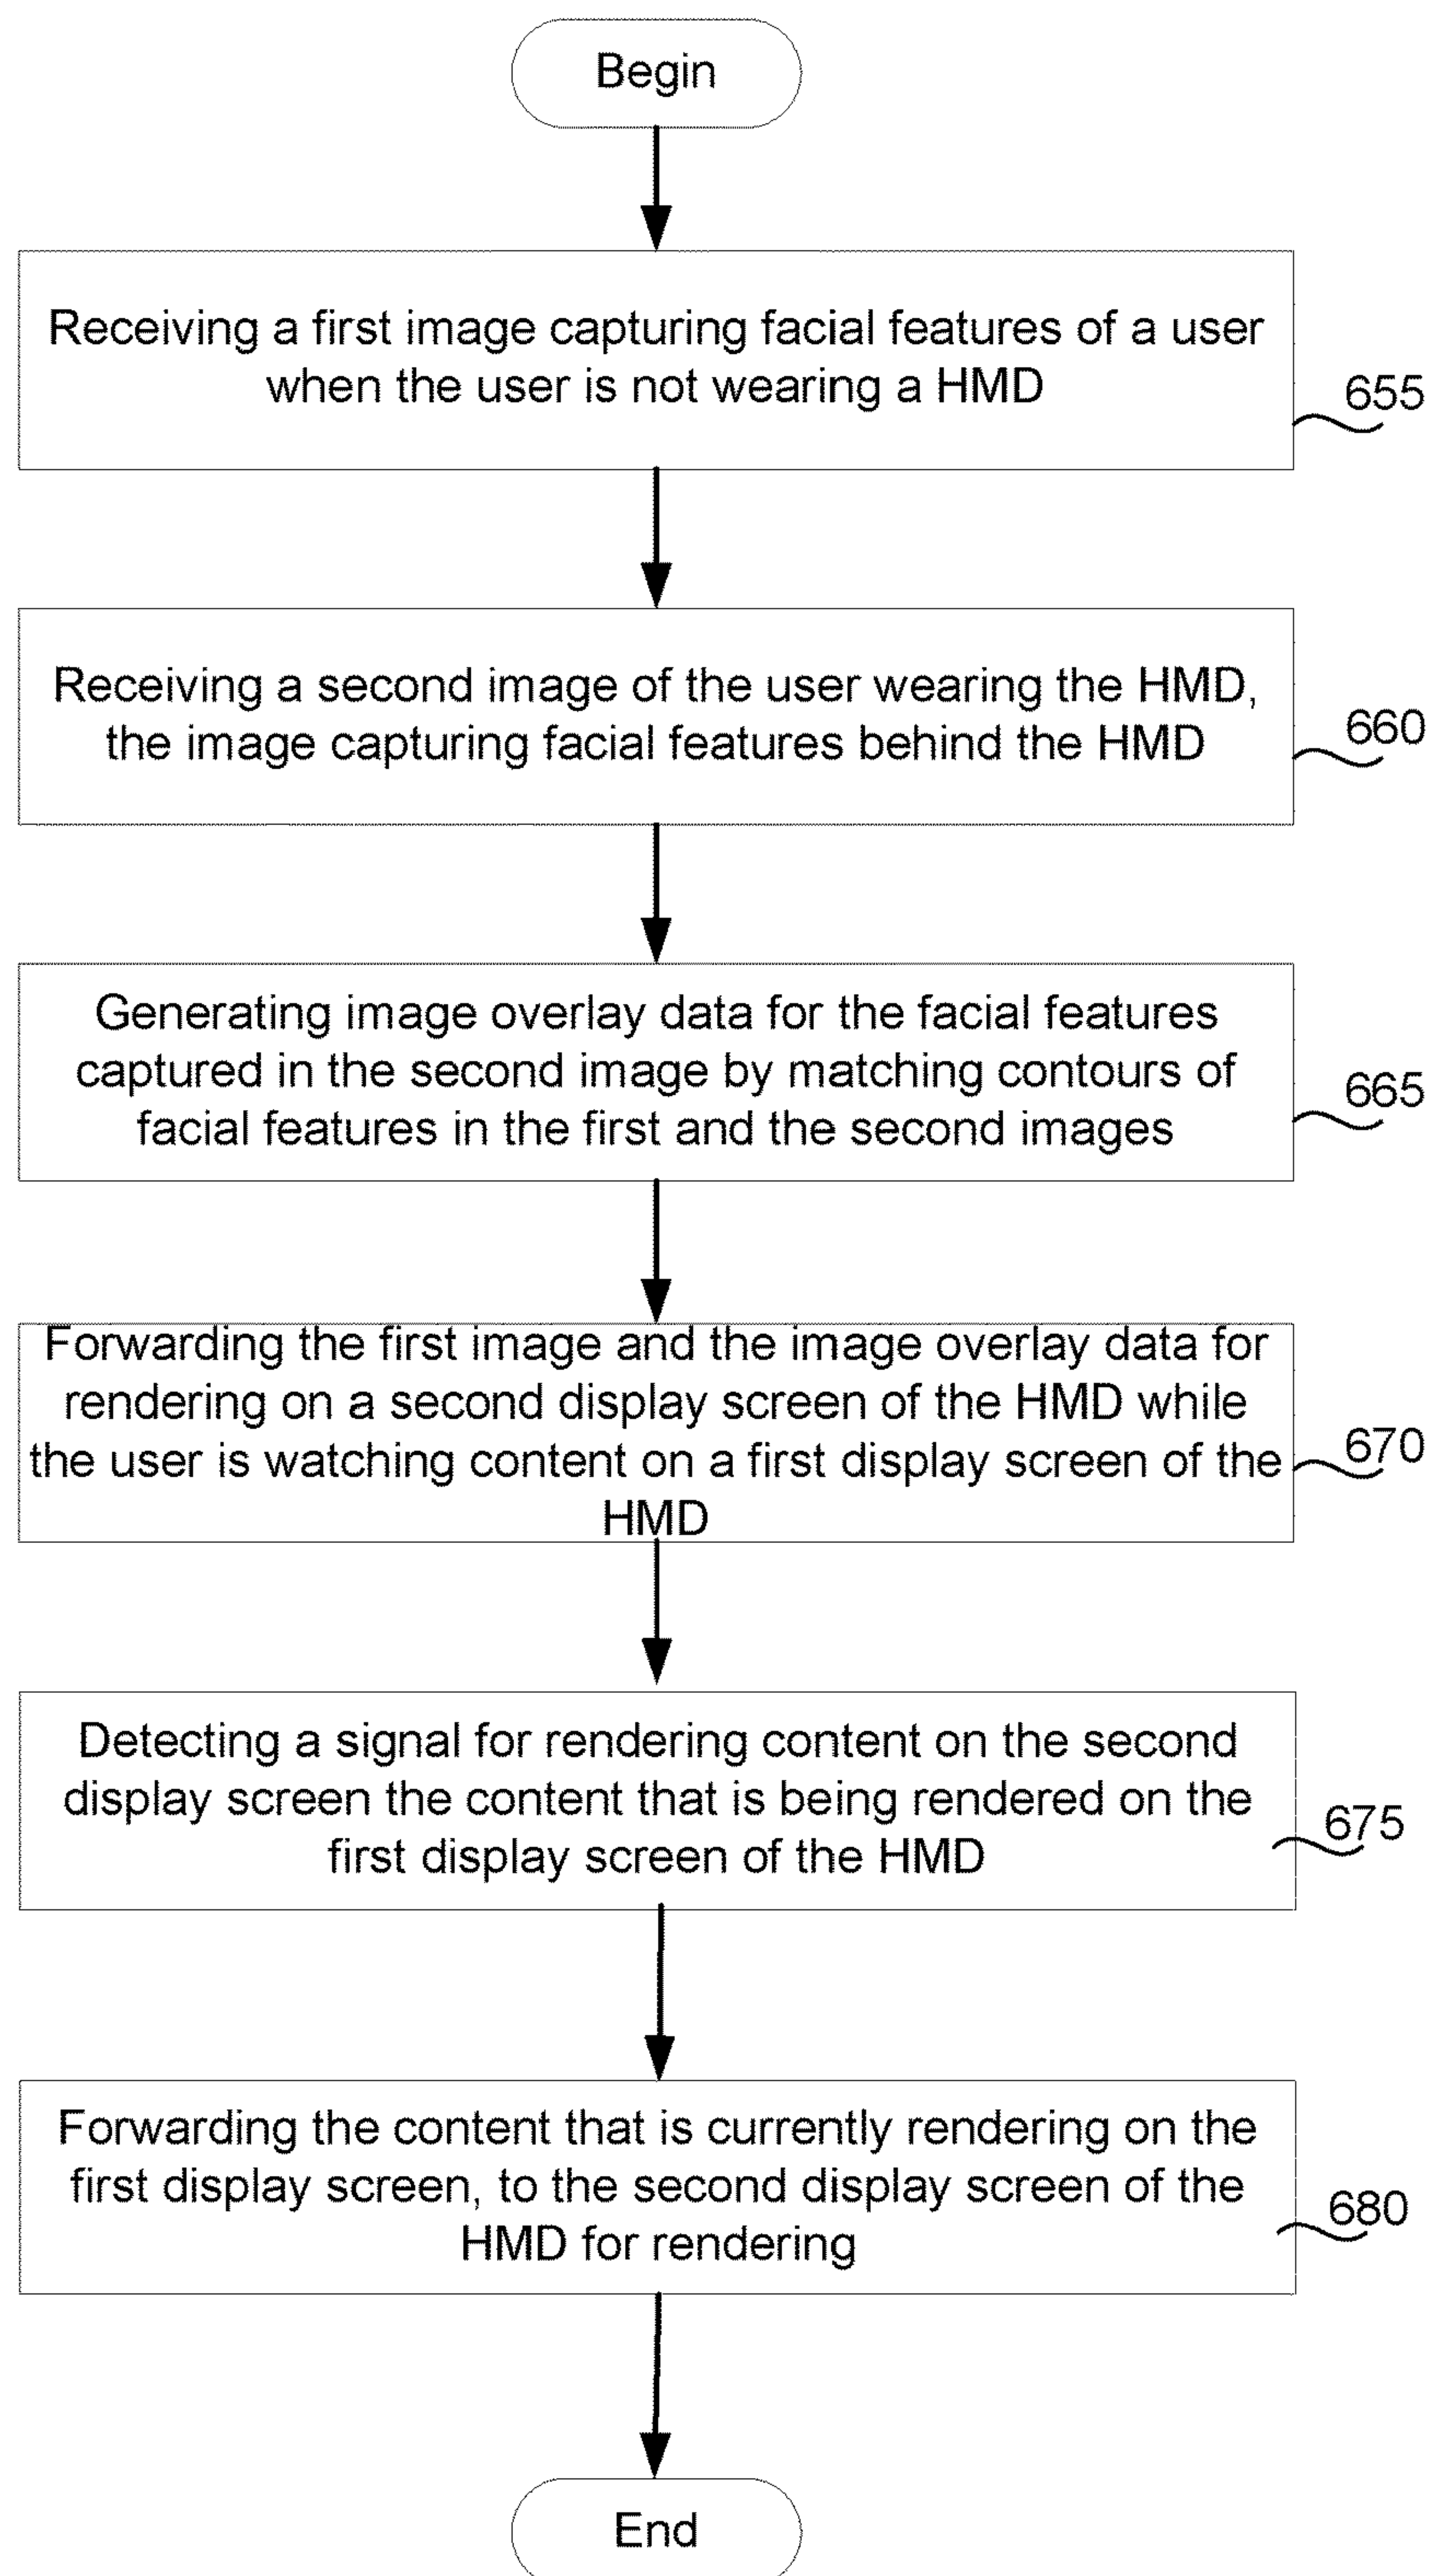 Begin
Receiving a first image capturing facial features of a user
when the user is not wearing a HMD
655
Receiving a second image of the user wearing the HMD,
the image capturing facial features behind the HMD
660
Generating image overlay data for the facial features
captured in the second image by matching contours of
facial features in the first and the second images
665
Forwarding the first image and the image overlay data for
rendering on a second display screen of the HMD while
the user is watching content on a first display screen of the
HMD
670
Detecting a signal for rendering content on the second
display screen the content that is being rendered on the
first display screen of the HMD
675
Forwarding the content that is currently rendering on the
first display screen, to the second display screen of the
HMD for rendering
680
End